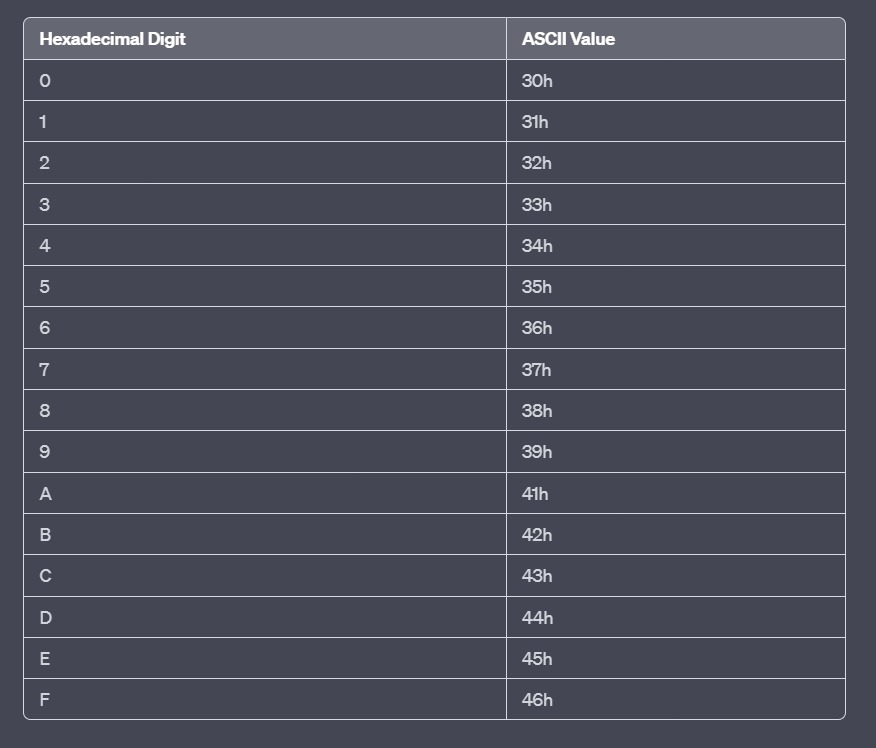 Hexadecimal Digit ASCII Value
0 30h
1 31h
2 32h
3 33h
4 34h
5 35h
6 36h
7 37h
8 38h
9 39h
A 41h
B 42h
C 43h
D 44h
E 45h
F 46h